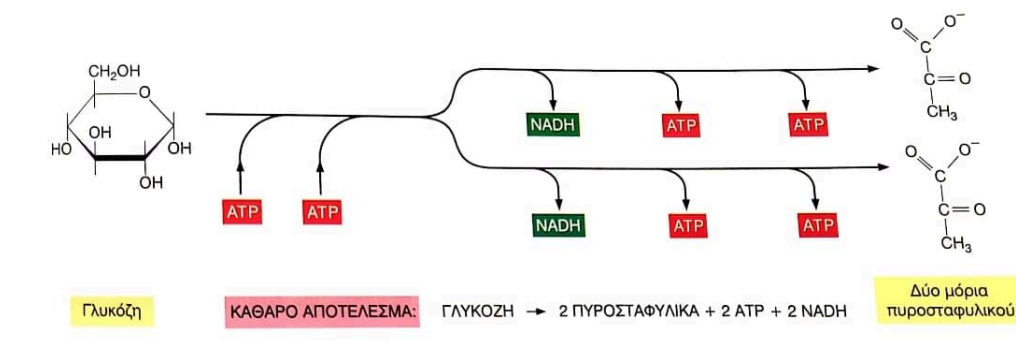 CH₂OH
O
OH
HO
OH
OH
ATP
ATP
NADH
ATP
ATP
NADH
ATP
ATP
O
O⁻
C
C=O
CH₃
O
O⁻
C
C=O
CH₃
Γλυκόζη
ΚΑΘΑΡΟ ΑΠΟΤΕΛΕΣΜΑ:
ΓΛΥΚΟΖΗ → 2 ΠΥΡΟΣΤΑΦΥΛΙΚΑ + 2 ATP + 2 NADH
Δύο μόρια
πυροσταφυλικού